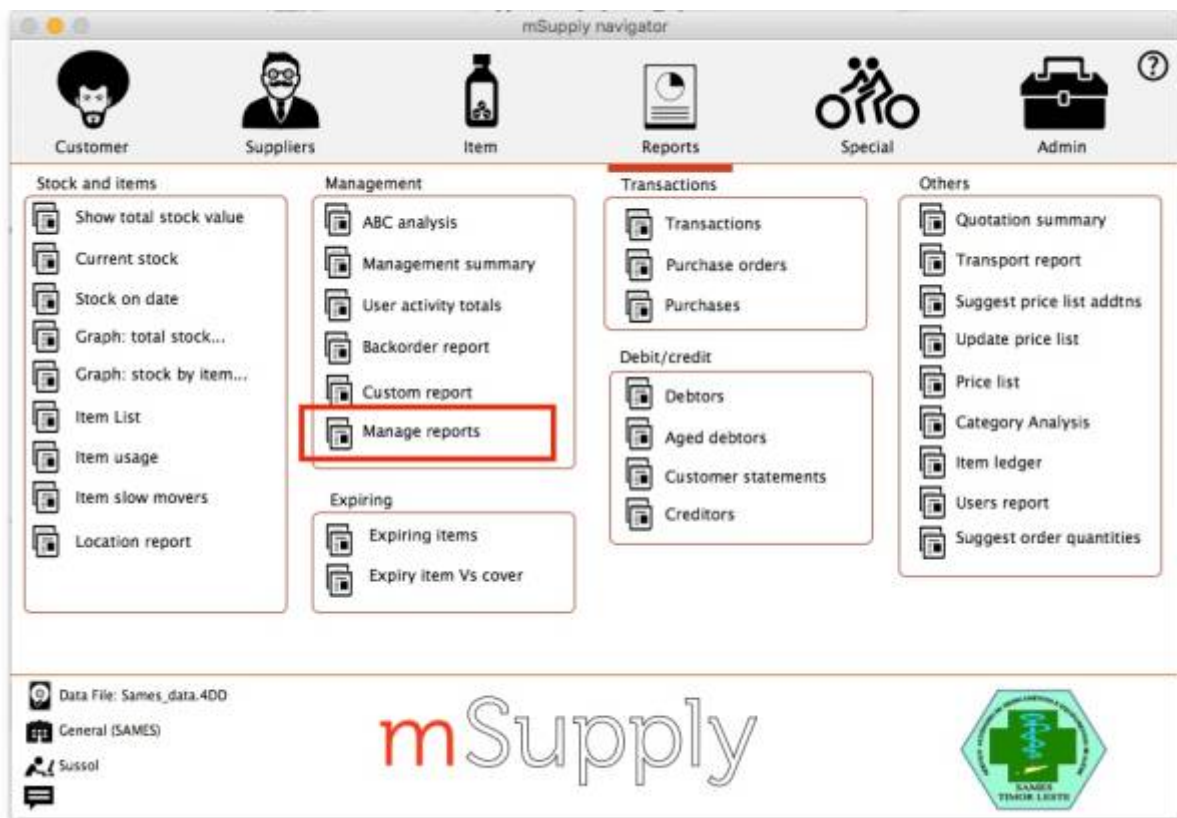 mSupply navigator
?
Customer
Suppliers
Item
Reports
Special
Admin
Stock and items
Show total stock value
Current stock
Stock on date
Graph: total stock...
Graph: stock by item...
Item List
Item usage
Item slow movers
Location report
Management
ABC analysis
Management summary
User activity totals
Backorder report
Custom report
Manage reports
Expiring
Expiring items
Expiry item Vs cover
Transactions
Transactions
Purchase orders
Purchases
Debit/credit
Debtors
Aged debtors
Customer statements
Creditors
Others
Quotation summary
Transport report
Suggest price list addtns
Update price list
Price list
Category Analysis
Item ledger
Users report
Suggest order quantities
Data File: Sames_data.4DD
General (SAMES)
Sussol
mSupply
SAMES
TIMOR LESTE